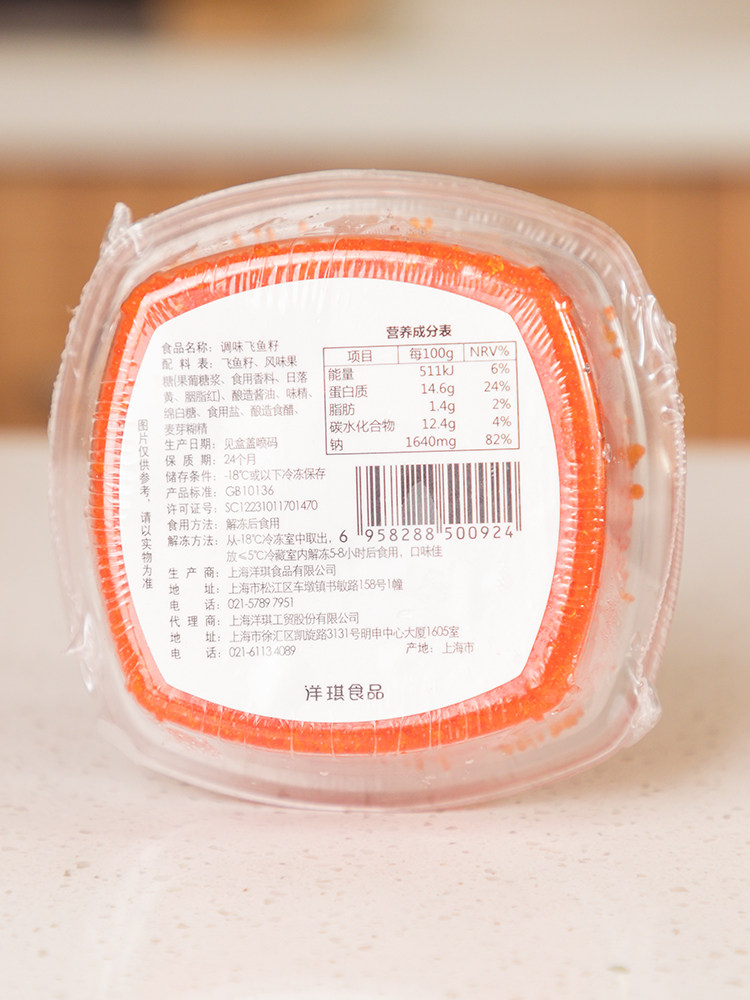 食品名称：调味飞鱼籽
配 料 表：飞鱼籽、风味果
糖[果葡糖浆、食用香料、日落
黄、胭脂红]、酿造酱油、味精、
绵白糖、食用盐、酿造食醋、
麦芽糊精
生产日期：见盒盖喷码
保 质 期：24个月
储存条件：-18℃或以下冷冻保存
产品标准：GB10136
许可证号：SC12231011701470
食用方法：解冻后食用
解冻方法：从-18℃冷冻室中取出，
放≤5℃冷藏室内解冻5-8小时后食用，口味佳
生 产 商：上海洋琪食品有限公司
地 址：上海市松江区车墩镇书敏路158号1幢
电 话：021-5789 7951
代 理 商：上海洋琪工贸股份有限公司
地 址：上海市徐汇区凯旋路3131号明申中心大厦1605室
电 话：021-6113 4089 产地：上海市
营养成分表
项目 每100g NRV%
能量 511kJ 6%
蛋白质 14.6g 24%
脂肪 1.4g 2%
碳水化合物 12.4g 4%
钠 1640mg 82%
6 958288 500924
图片仅供参考，请以实物为准
洋琪食品